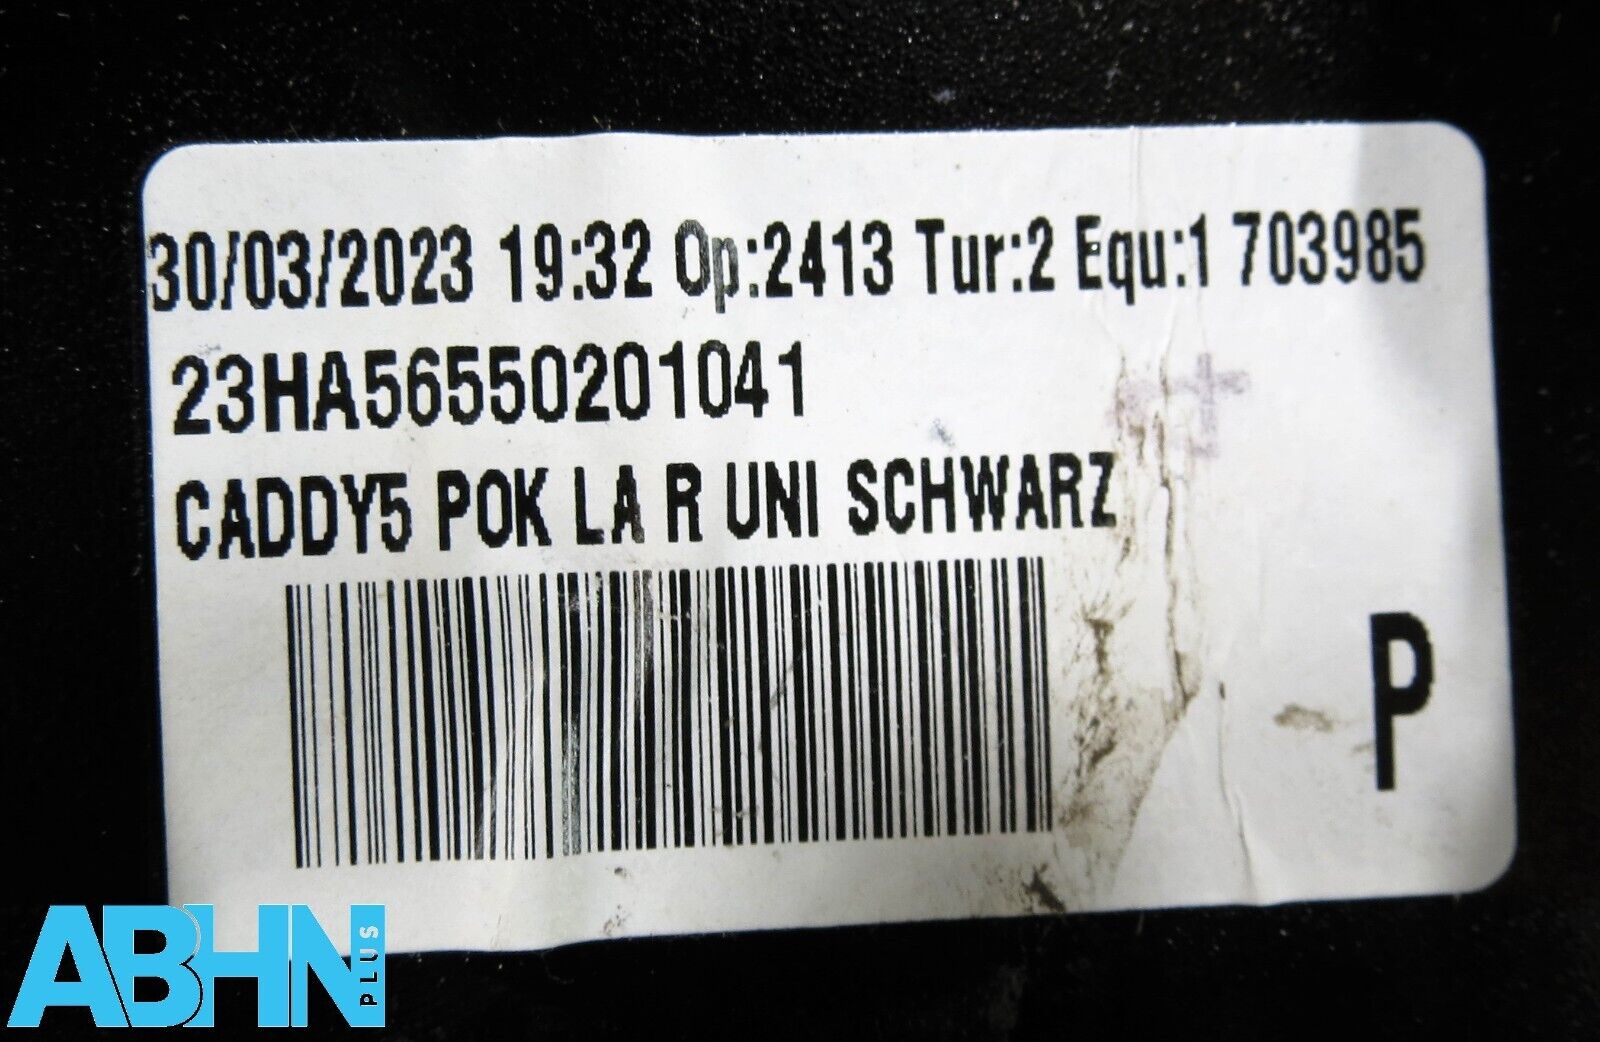 30/03/2023 19:32 Op:2413 Tur:2 Equ:1 703985
23HA56550201041
CADDY5 POK LA R UNI SCHWARZ
P
ABHN PLUS